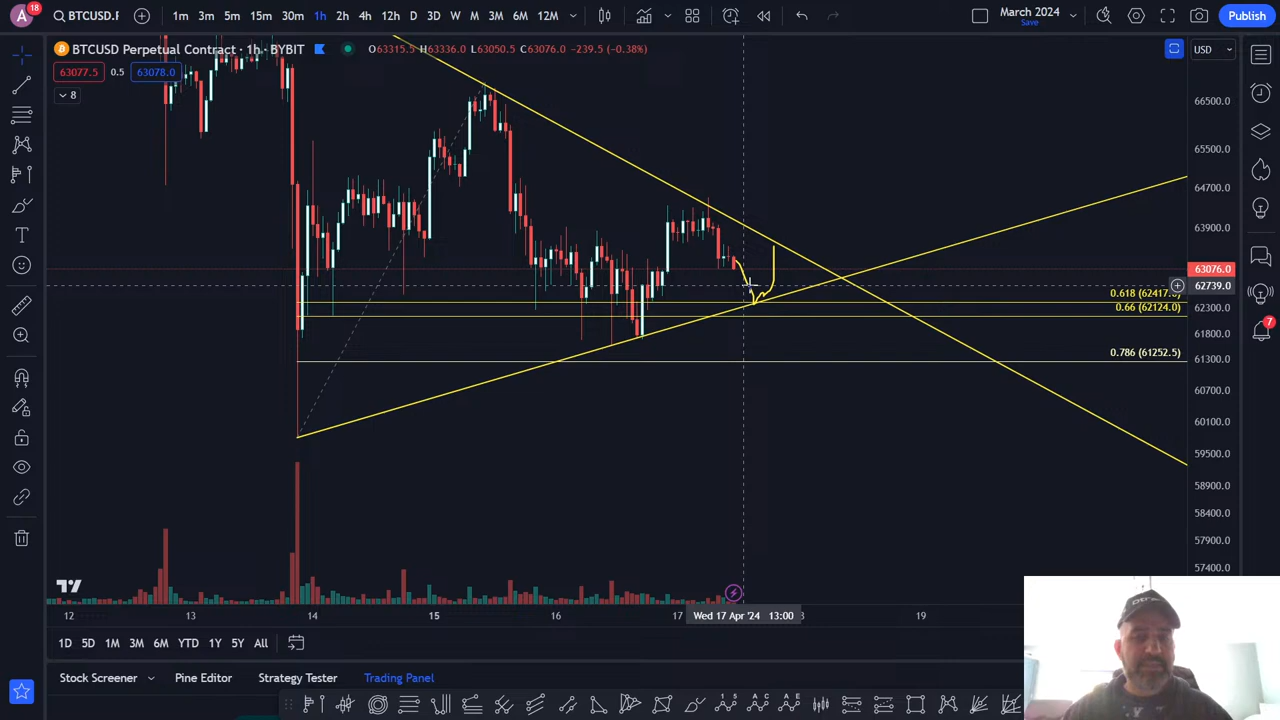 A 18 BTCUSD.F 1m 3m 5m 15m 30m 1h 2h 4h 12h D 3D W M 3M 6M 12M March 2024 Save Publish
BTCUSD Perpetual Contract · 1h · BYBIT O63315.5 H63336.0 L63050.5 C63076.0 −239.5 (−0.38%) USD
63077.5 0.5 63078.0
8
66500.0
65500.0
64700.0
63900.0
63076.0
62739.0
0.618 (62417.
0.66 (62124.0) 62300.0
61800.0
0.786 (61252.5) 61300.0
60700.0
60100.0
59500.0
58900.0
58400.0
57900.0
57400.0
7
12 13 14 15 16 17 Wed 17 Apr '24 13:00 19
1D 5D 1M 3M 6M YTD 1Y 5Y All
Stock Screener Pine Editor Strategy Tester Trading Panel